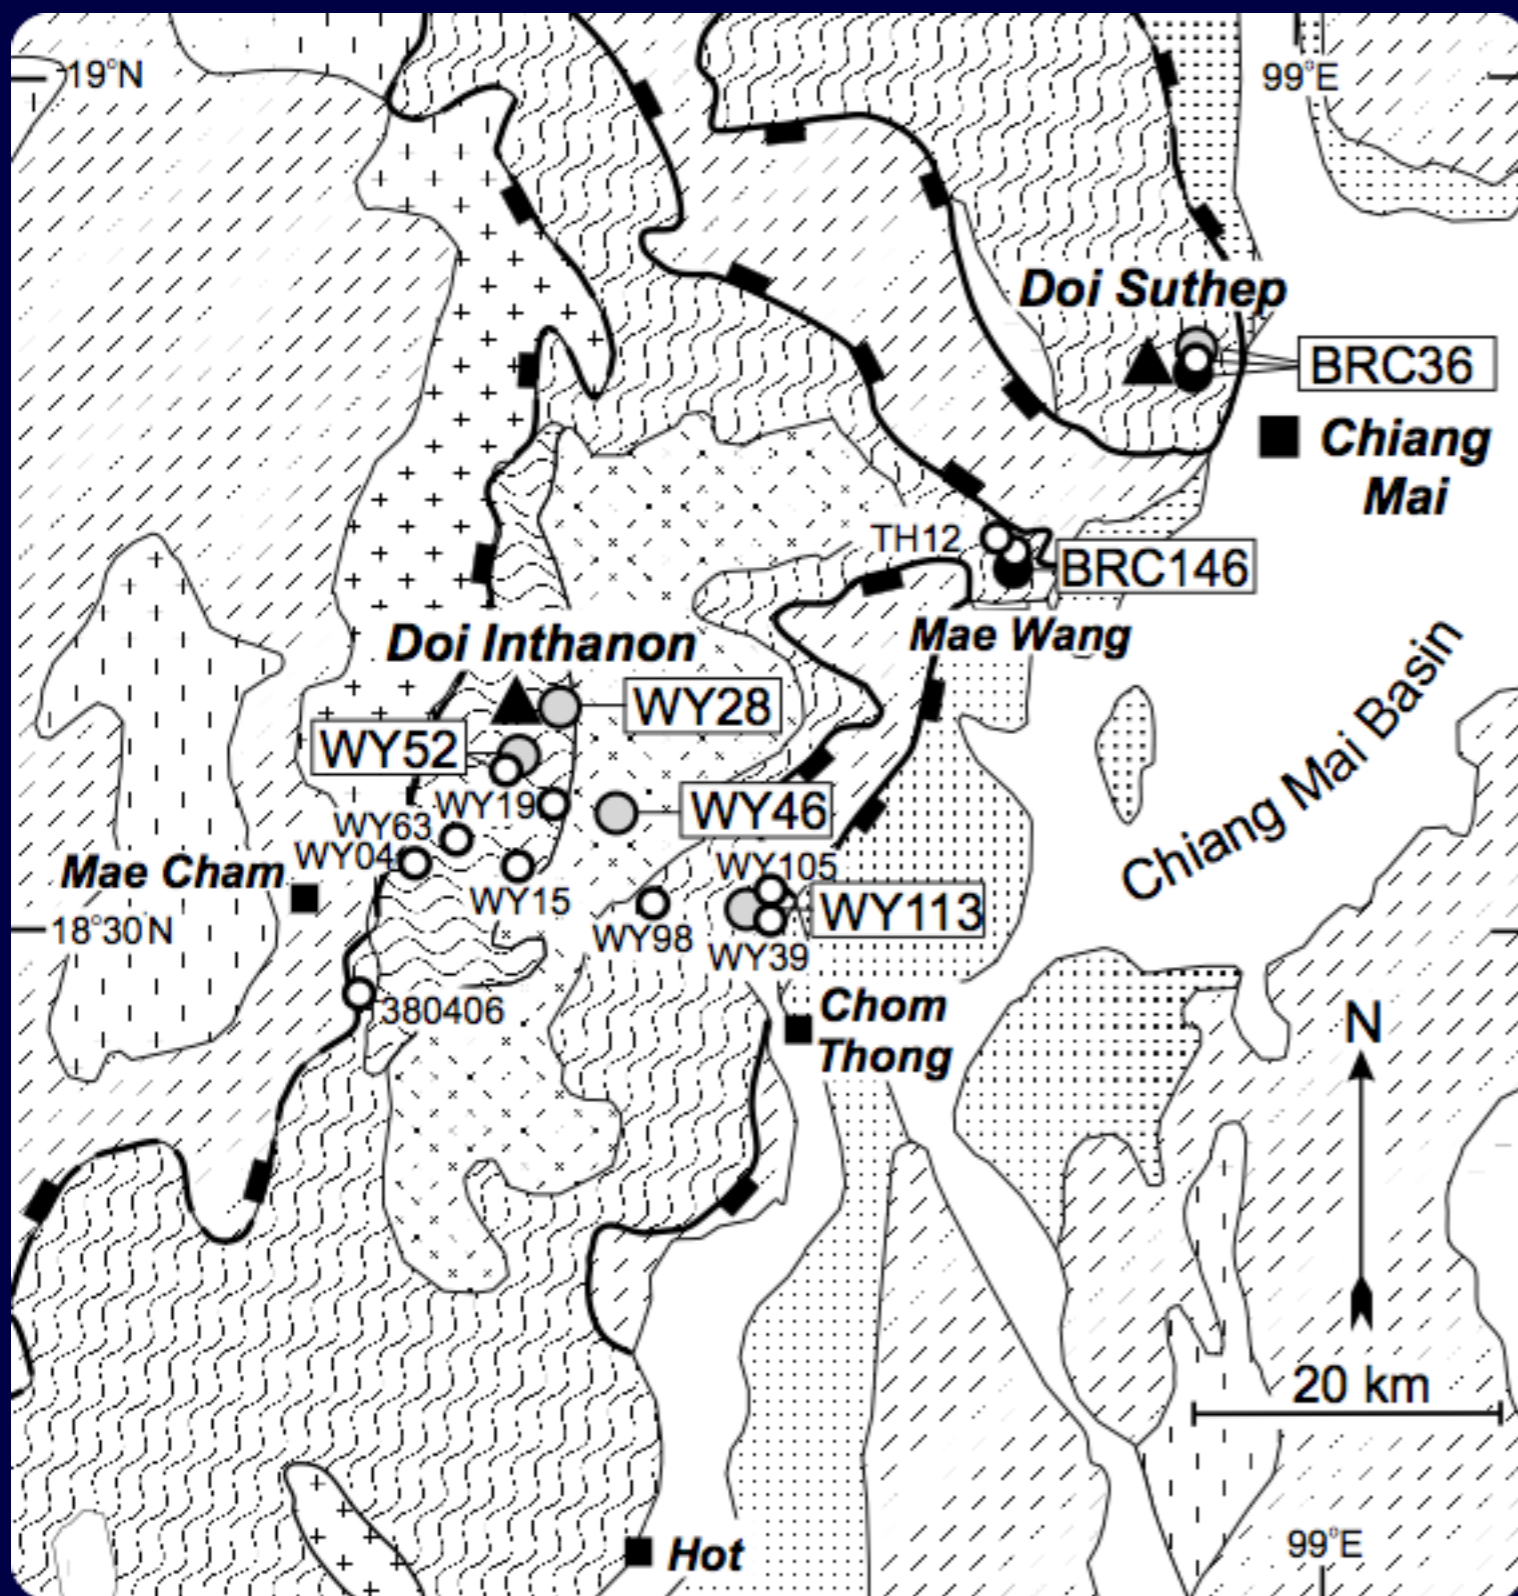 19°N
99°E
Doi Suthep
BRC36
Chiang
Mai
TH12
BRC146
Doi Inthanon
Mae Wang
WY28
WY52
WY19
WY46
WY63
WY04
WY105
Mae Cham
WY15
WY113
18°30N
WY98
WY39
Chiang Mai Basin
380406
Chom
Thong
N
20 km
Hot
99°E